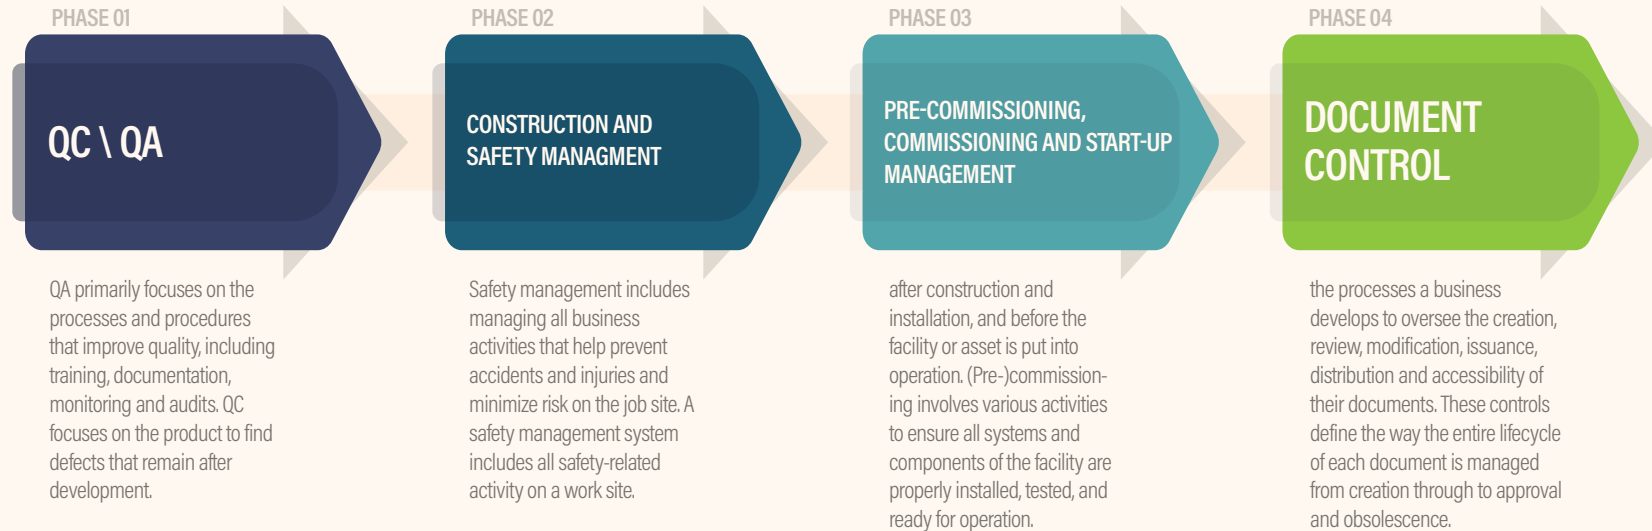 PHASE 01
QC \ QA
QA primarily focuses on the
processes and procedures
that improve quality, including
training, documentation,
monitoring and audits. QC
focuses on the product to find
defects that remain after
development.
PHASE 02
CONSTRUCTION AND
SAFETY MANAGMENT
Safety management includes
managing all business
activities that help prevent
accidents and injuries and
minimize risk on the job site. A
safety management system
includes all safety-related
activity on a work site.
PHASE 03
PRE-COMMISSIONING,
COMMISSIONING AND START-UP
MANAGEMENT
after construction and
installation, and before the
facility or asset is put into
operation. (Pre-)commission-
ing involves various activities
to ensure all systems and
components of the facility are
properly installed, tested, and
ready for operation.
PHASE 04
DOCUMENT
CONTROL
the processes a business
develops to oversee the creation,
review, modification, issuance,
distribution and accessibility of
their documents. These controls
define the way the entire lifecycle
of each document is managed
from creation through to approval
and obsolescence.